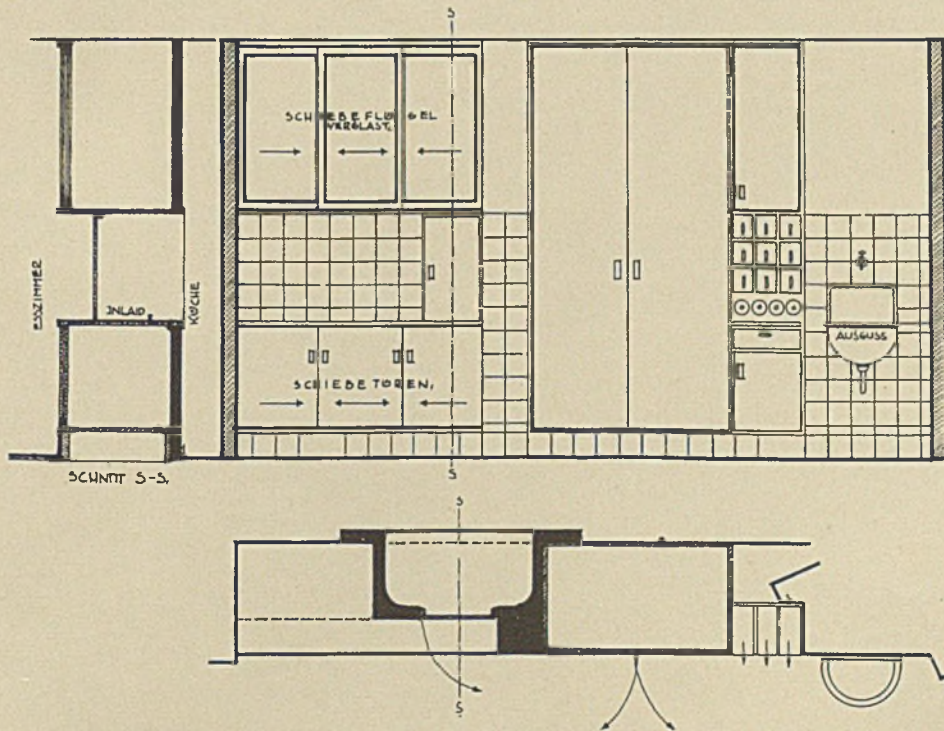 S
SCHIEBEFLÜGEL
VERGLAST.
ESSZIMMER
INLAID
KÜCHE
AUSGUSS
SCHIEBETÜREN.
S
SCHNITT S-S.
S
S